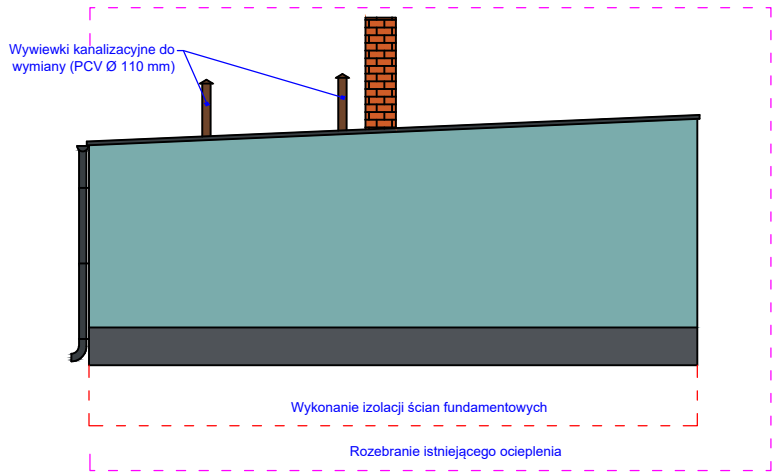 Wywiewki kanalizacyjne do
wymiany (PCV Ø 110 mm)
Wykonanie izolacji ścian fundamentowych
Rozebranie istniejącego ocieplenia